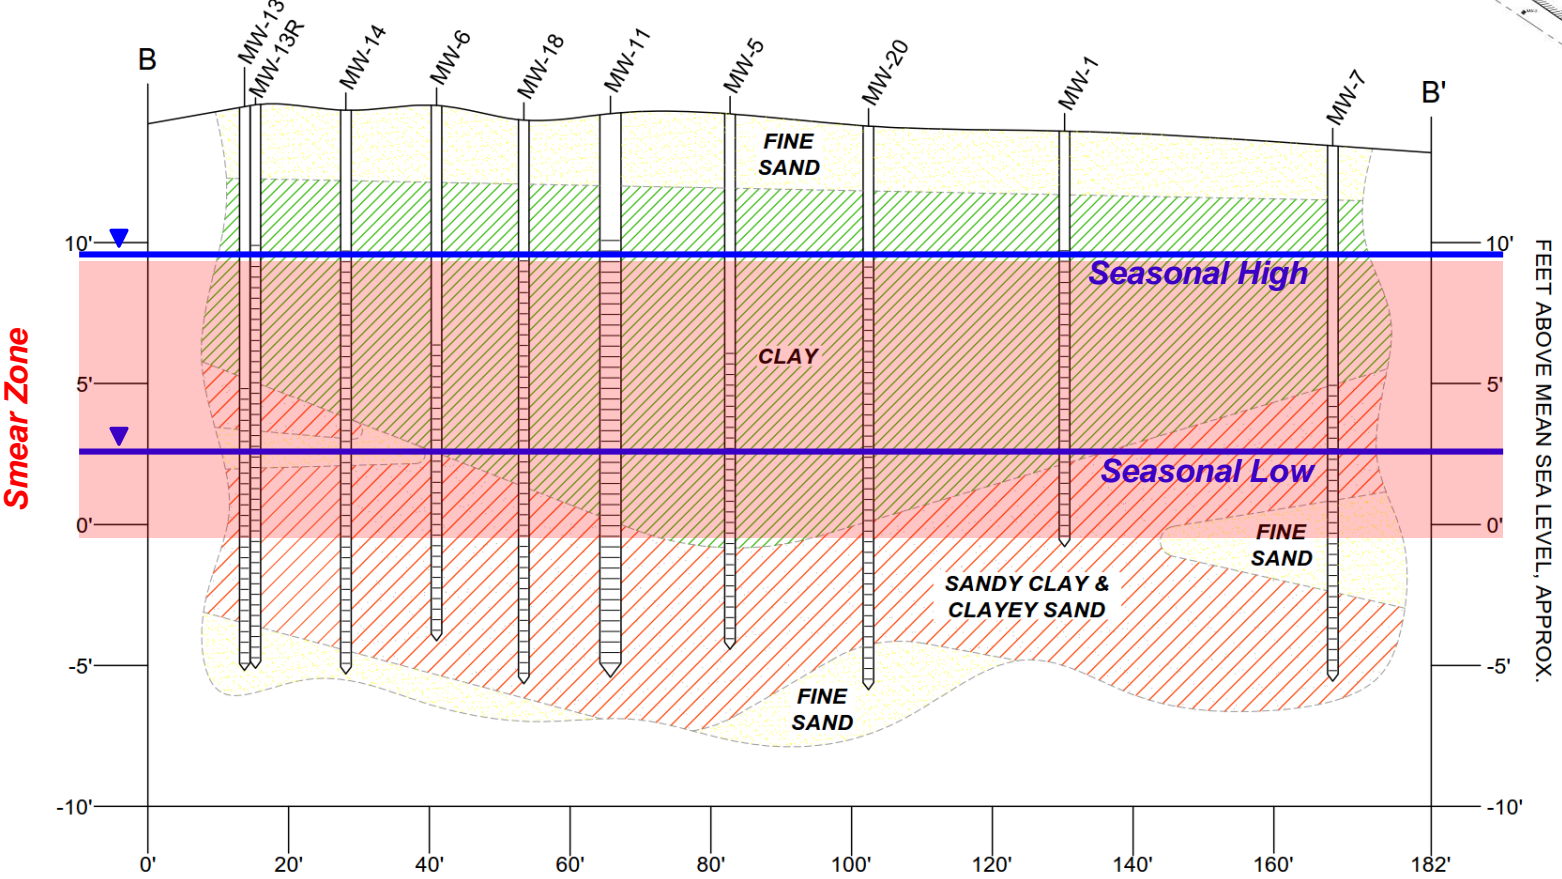 MW-13
MW-13R
MW-14
MW-6
MW-18
MW-11
MW-5
MW-20
MW-1
MW-7
B
B'
FINE
SAND
10'
10'
Seasonal High
CLAY
5'
5'
Smear Zone
FEET ABOVE MEAN SEA LEVEL, APPROX.
Seasonal Low
0'
0'
FINE
SAND
SANDY CLAY &
CLAYEY SAND
-5'
-5'
FINE
SAND
-10'
-10'
0'
20'
40'
60'
80'
100'
120'
140'
160'
182'